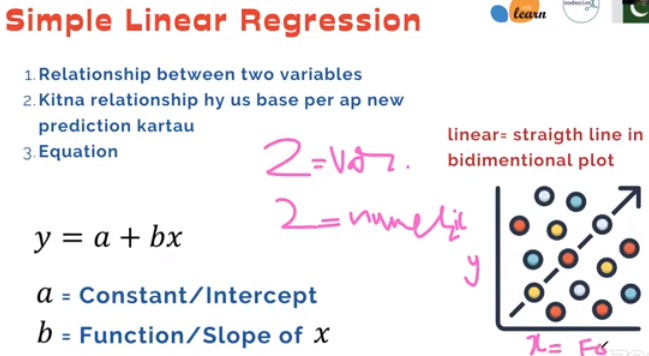 Simple Linear Regression
learn
1. Relationship between two variables
2. Kitna relationship hy us base per ap new
prediction kartau
3. Equation
2 = var.
2 = numeric
linear= straigth line in
bidimentional plot
y = a + bx
a = Constant/Intercept
b = Function/Slope of x
y
x =